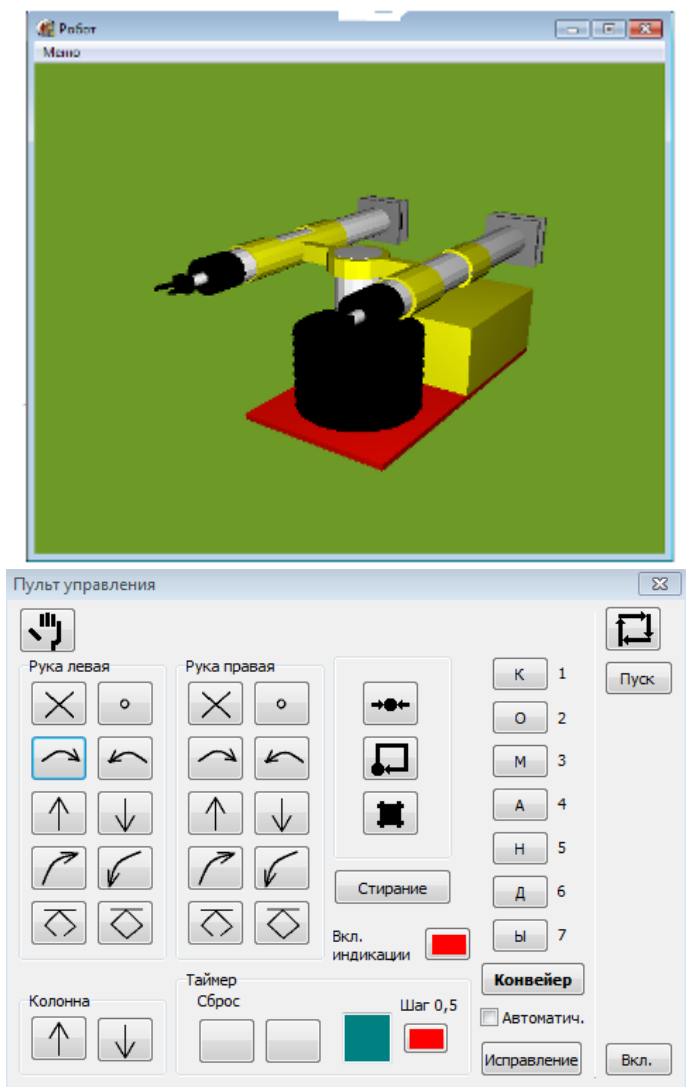 Робот
Меню
Пульт управления
Рука левая
Рука правая
К 1
Пуск
О 2
М 3
А 4
Н 5
Стирание
Д 6
Ы 7
Вкл.
индикации
Конвейер
Таймер
Сброс
Шаг 0,5
Колонна
Автоматич.
Исправление
Вкл.